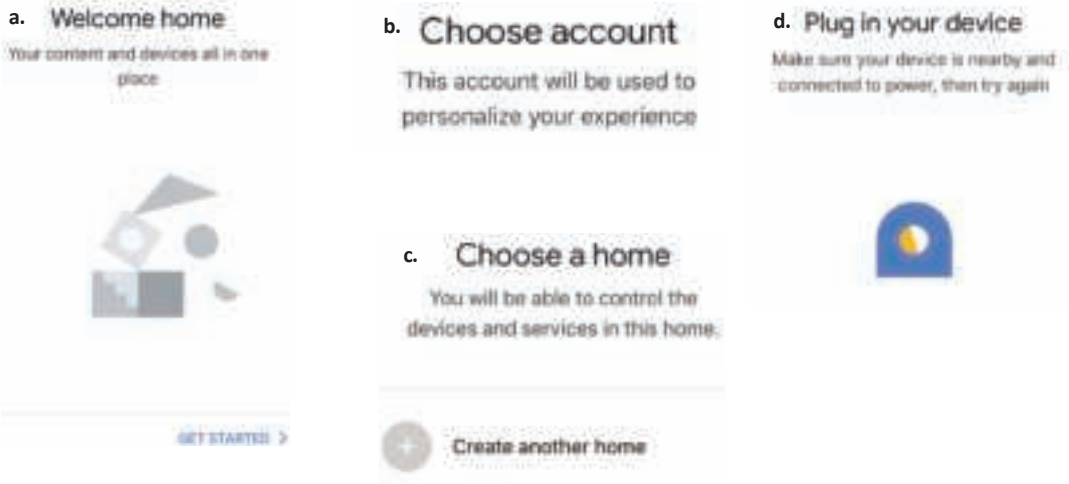 a.
Welcome home
Your content and devices all in one
place
GET STARTED
b.
Choose account
This account will be used to
personalize your experience
c.
Choose a home
You will be able to control the
devices and services in this home.
Create another home
d.
Plug in your device
Make sure your device is nearby and
connected to power, then try again